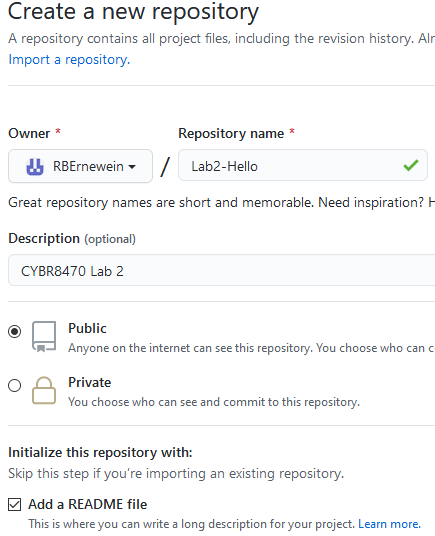 Create a new repository
A repository contains all project files, including the revision history.
Import a repository.
Owner * Repository name *
RBErnewein / Lab2-Hello
Great repository names are short and memorable. Need inspiration?
Description (optional)
CYBR8470 Lab 2
Public
Anyone on the internet can see this repository. You choose who can
Private
You choose who can see and commit to this repository.
Initialize this repository with:
Skip this step if you're importing an existing repository.
Add a README file
This is where you can write a long description for your project. Learn more.